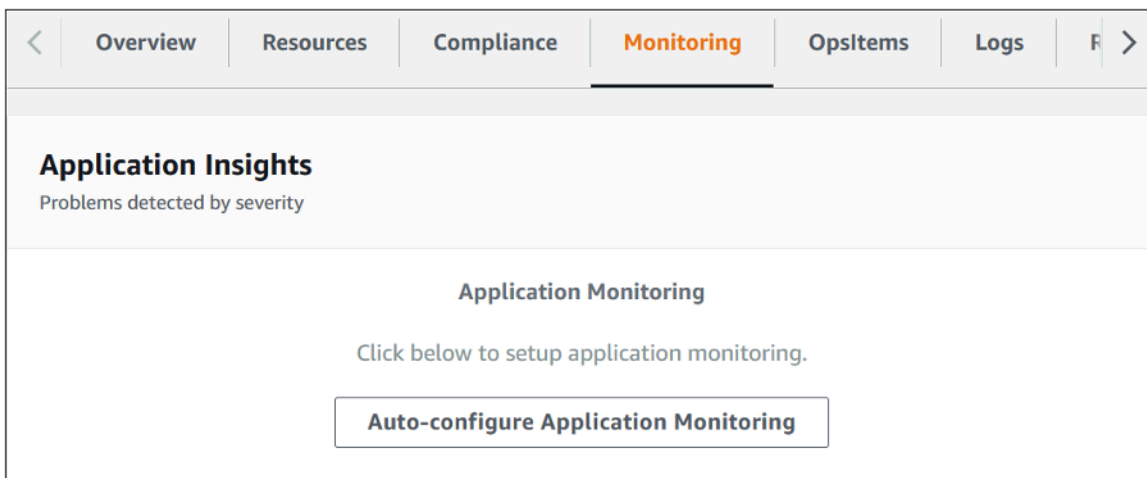 Overview Resources Compliance Monitoring OpsItems Logs
Application Insights
Problems detected by severity
Application Monitoring
Click below to setup application monitoring.
Auto-configure Application Monitoring